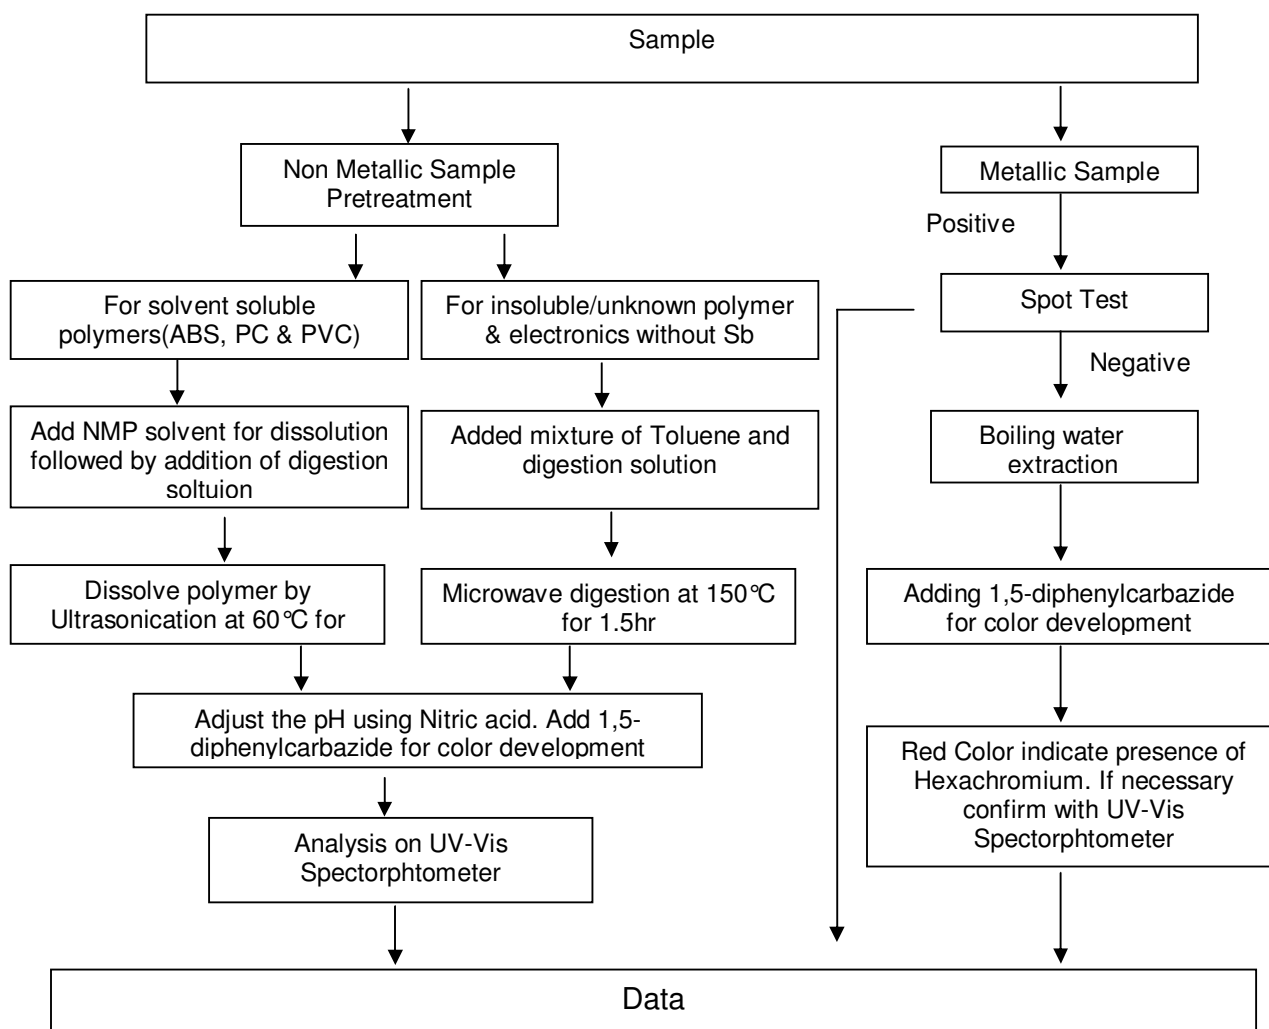 Sample
Non Metallic Sample
Pretreatment
Metallic Sample
Positive
For solvent soluble
polymers(ABS, PC & PVC)
For insoluble/unknown polymer
& electronics without Sb
Spot Test
Negative
Add NMP solvent for dissolution
followed by addition of digestion
soltuion
Added mixture of Toluene and
digestion solution
Boiling water
extraction
Dissolve polymer by
Ultrasonication at 60°C for
Microwave digestion at 150°C
for 1.5hr
Adding 1,5-diphenylcarbazide
for color development
Adjust the pH using Nitric acid. Add 1,5-
diphenylcarbazide for color development
Red Color indicate presence of
Hexachromium. If necessary
confirm with UV-Vis
Spectorphtometer
Analysis on UV-Vis
Spectorphtometer
Data